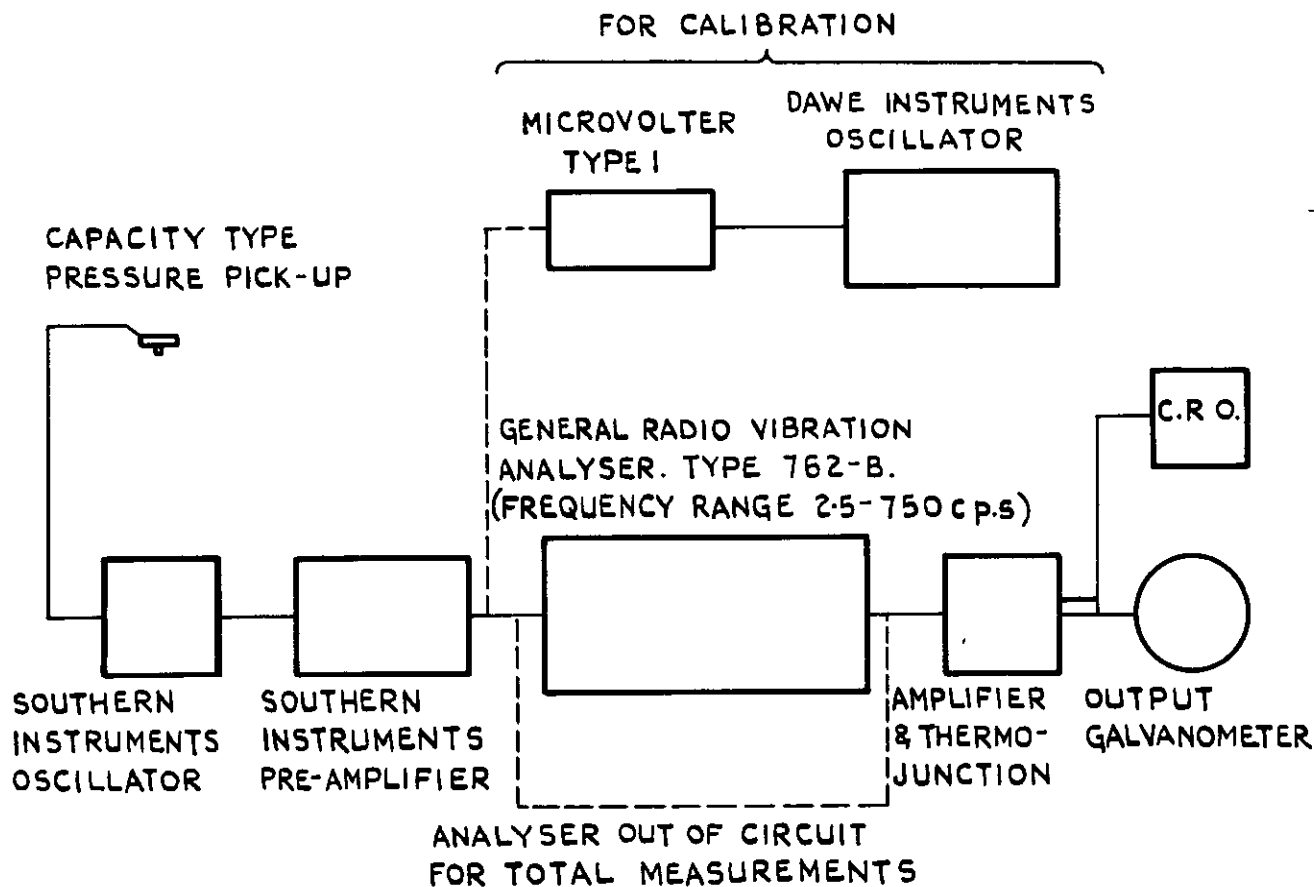 FOR CALIBRATION
MICROVOLTER
TYPE I
DAWE INSTRUMENTS
OSCILLATOR
CAPACITY TYPE
PRESSURE PICK-UP
C.R O.
GENERAL RADIO VIBRATION
ANALYSER. TYPE 762-B.
(FREQUENCY RANGE 2·5-750 c p.s)
SOUTHERN
INSTRUMENTS
OSCILLATOR
SOUTHERN
INSTRUMENTS
PRE-AMPLIFIER
AMPLIFIER
& THERMO-
JUNCTION
OUTPUT
GALVANOMETER
ANALYSER OUT OF CIRCUIT
FOR TOTAL MEASUREMENTS